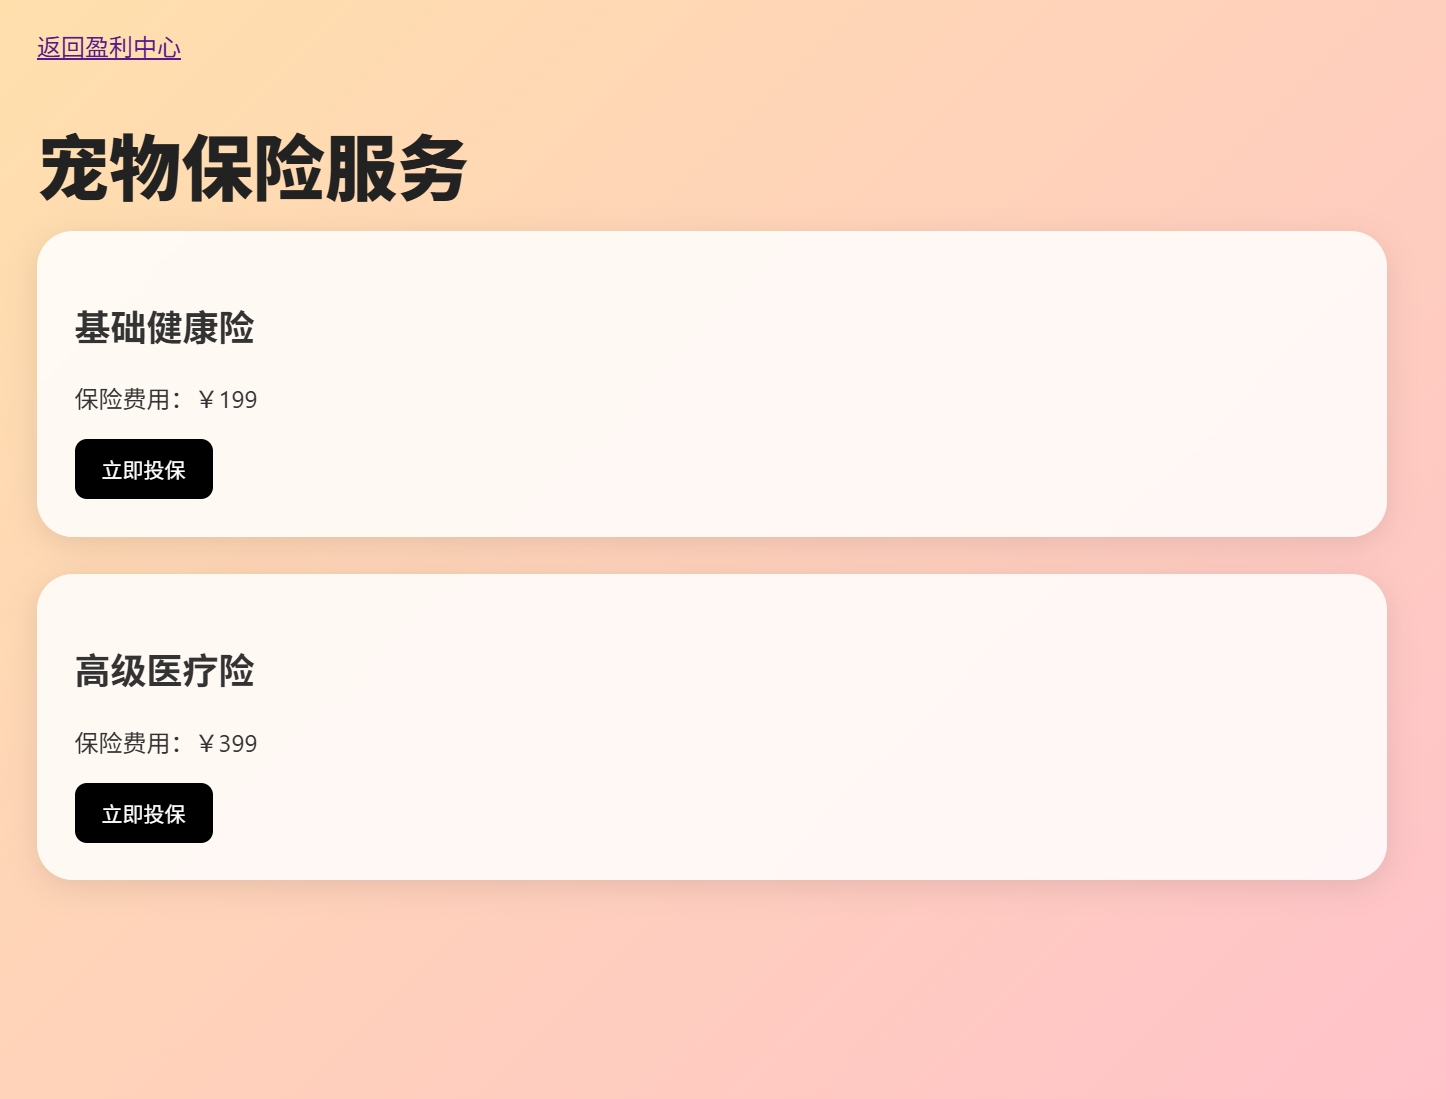 返回盈利中心
宠物保险服务
基础健康险
保险费用：￥199
立即投保
高级医疗险
保险费用：￥399
立即投保